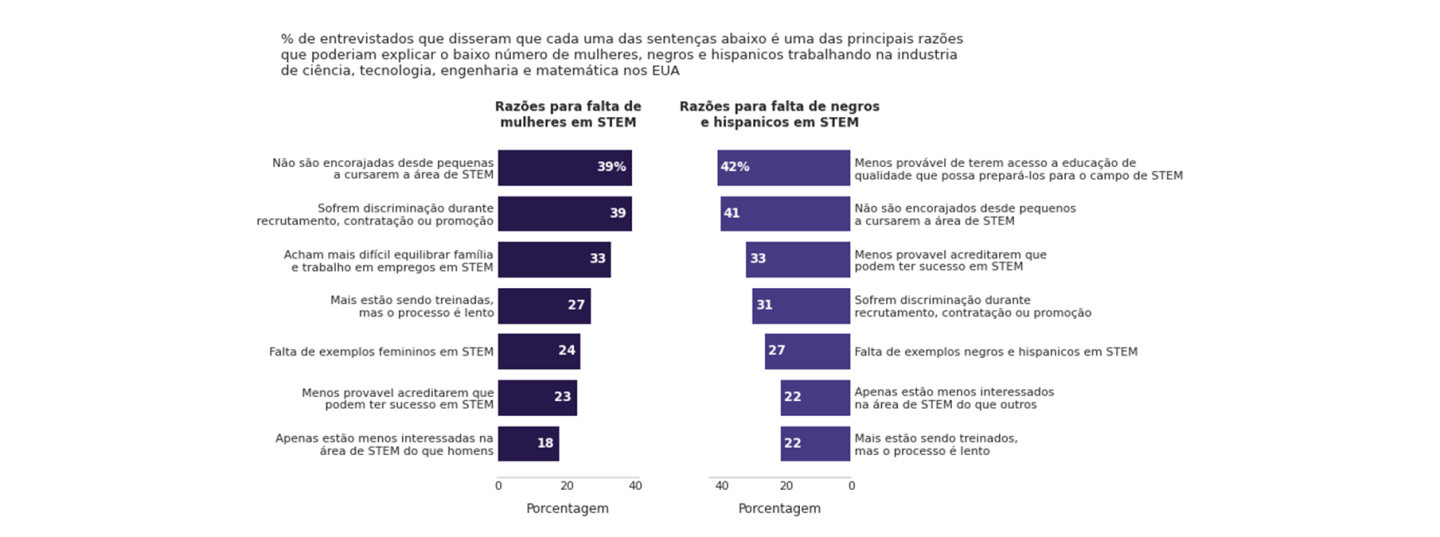 % de entrevistados que disseram que cada uma das sentenças abaixo é uma das principais razões
que poderiam explicar o baixo número de mulheres, negros e hispanicos trabalhando na industria
de ciência, tecnologia, engenharia e matemática nos EUA
Razões para falta de
mulheres em STEM
Não são encorajadas desde pequenas
a cursarem a área de STEM
39%
Sofrem discriminação durante
recrutamento, contratação ou promoção
39
Acham mais difícil equilibrar família
e trabalho em empregos em STEM
33
Mais estão sendo treinadas,
mas o processo é lento
27
Falta de exemplos femininos em STEM
24
Menos provavel acreditarem que
podem ter sucesso em STEM
23
Apenas estão menos interessadas na
área de STEM do que homens
18
0 20 40
Porcentagem
Razões para falta de negros
e hispanicos em STEM
42%
Menos provável de terem acesso a educação de
qualidade que possa prepará-los para o campo de STEM
41
Não são encorajados desde pequenos
a cursarem a área de STEM
33
Menos provavel acreditarem que
podem ter sucesso em STEM
31
Sofrem discriminação durante
recrutamento, contratação ou promoção
27
Falta de exemplos negros e hispanicos em STEM
22
Apenas estão menos interessados
na área de STEM do que outros
22
Mais estão sendo treinados,
mas o processo é lento
40 20 0
Porcentagem